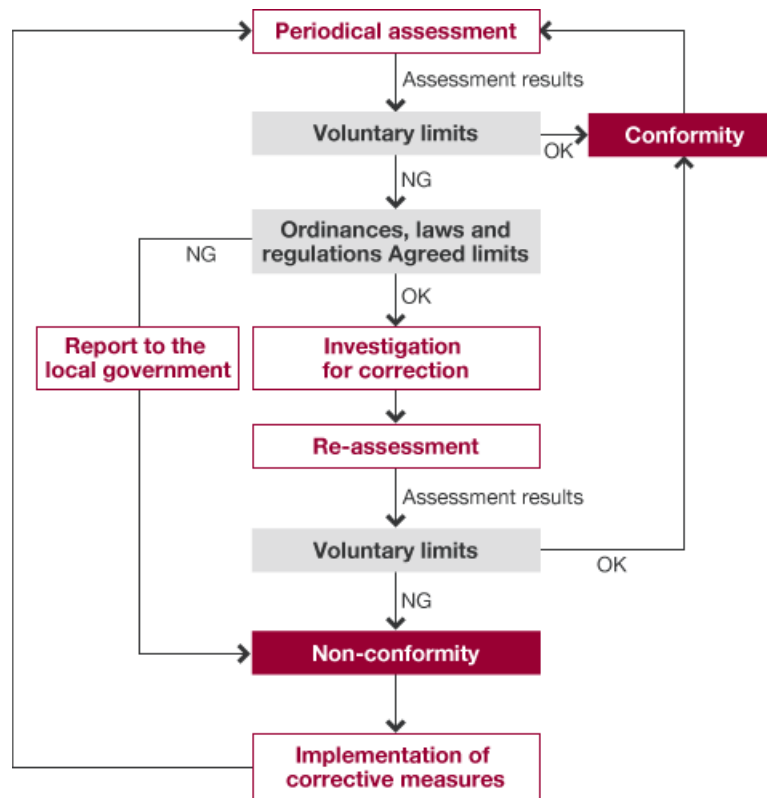 Periodical assessment
Assessment results
Voluntary limits
OK
Conformity
NG
Ordinances, laws and
regulations Agreed limits
NG
OK
Report to the
local government
Investigation
for correction
Re-assessment
Assessment results
Voluntary limits
OK
NG
Non-conformity
Implementation of
corrective measures